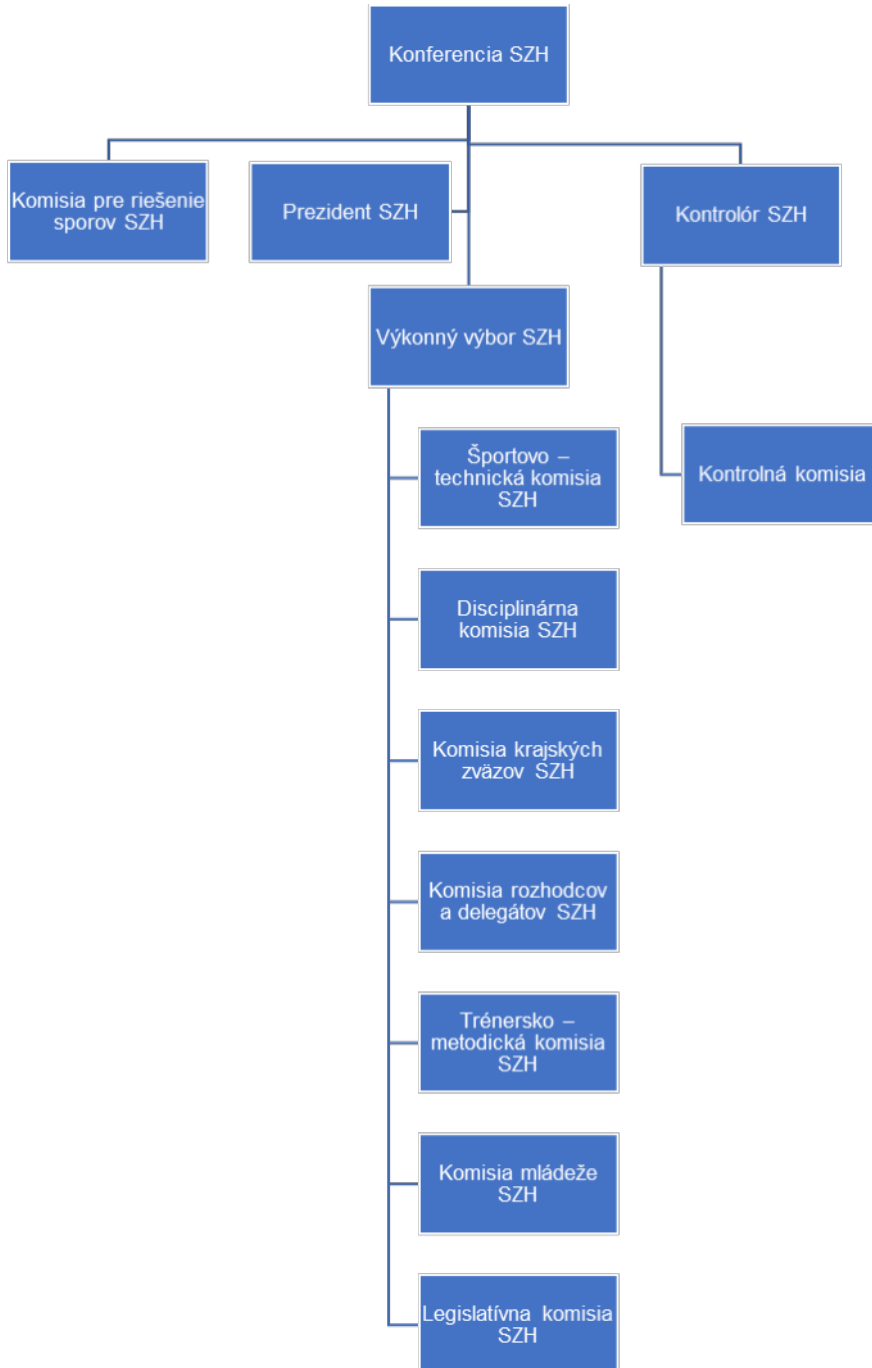 Konferencia SZH
Komisia pre riešenie
sporov SZH
Prezident SZH
Kontrolór SZH
Výkonný výbor SZH
Športovo –
technická komisia
SZH
Kontrolná komisia
Disciplinárna
komisia SZH
Komisia krajských
zväzov SZH
Komisia rozhodcov
a delegátov SZH
Trénersko –
metodická komisia
SZH
Komisia mládeže
SZH
Legislatívna komisia
SZH